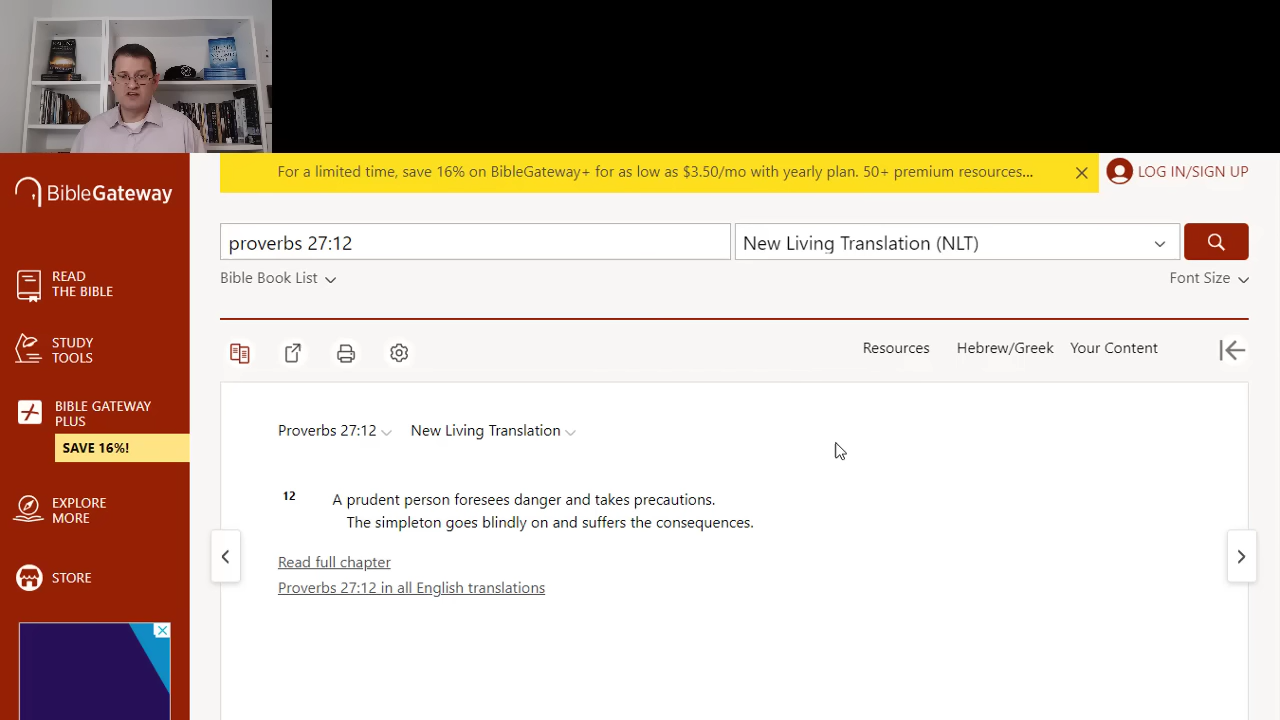 For a limited time, save 16% on BibleGateway+ for as low as $3.50/mo with yearly plan. 50+ premium resources...
LOG IN/SIGN UP
BibleGateway
proverbs 27:12
New Living Translation (NLT)
Bible Book List
Font Size
READ
THE BIBLE
STUDY
TOOLS
BIBLE GATEWAY
PLUS
SAVE 16%!
EXPLORE
MORE
STORE
Resources
Hebrew/Greek
Your Content
Proverbs 27:12
New Living Translation
12 A prudent person foresees danger and takes precautions.
The simpleton goes blindly on and suffers the consequences.
Read full chapter
Proverbs 27:12 in all English translations